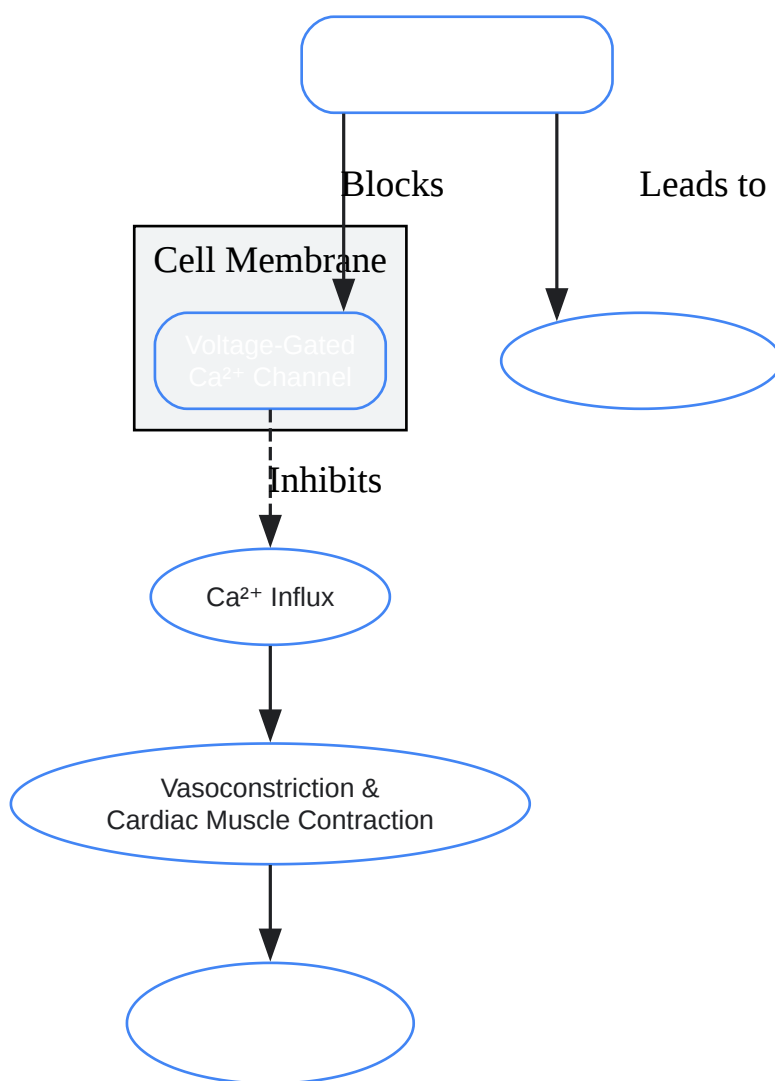 Blocks
Leads to
Cell Membrane
Voltage-Gated
Ca²⁺ Channel
Inhibits
Ca²⁺ Influx
Vasoconstriction &
Cardiac Muscle Contraction